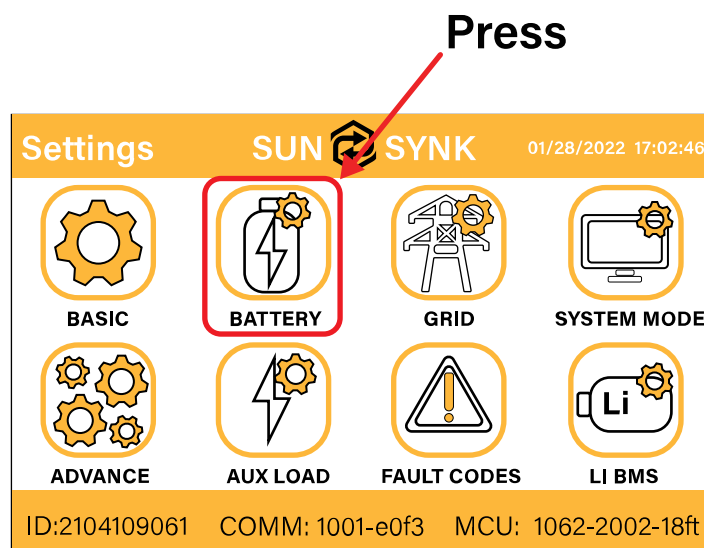 Press
Settings SUN SYNK 01/28/2022 17:02:46
BASIC BATTERY GRID SYSTEM MODE
Li
ADVANCE AUX LOAD FAULT CODES LI BMS
ID:2104109061 COMM: 1001-e0f3 MCU: 1062-2002-18ft